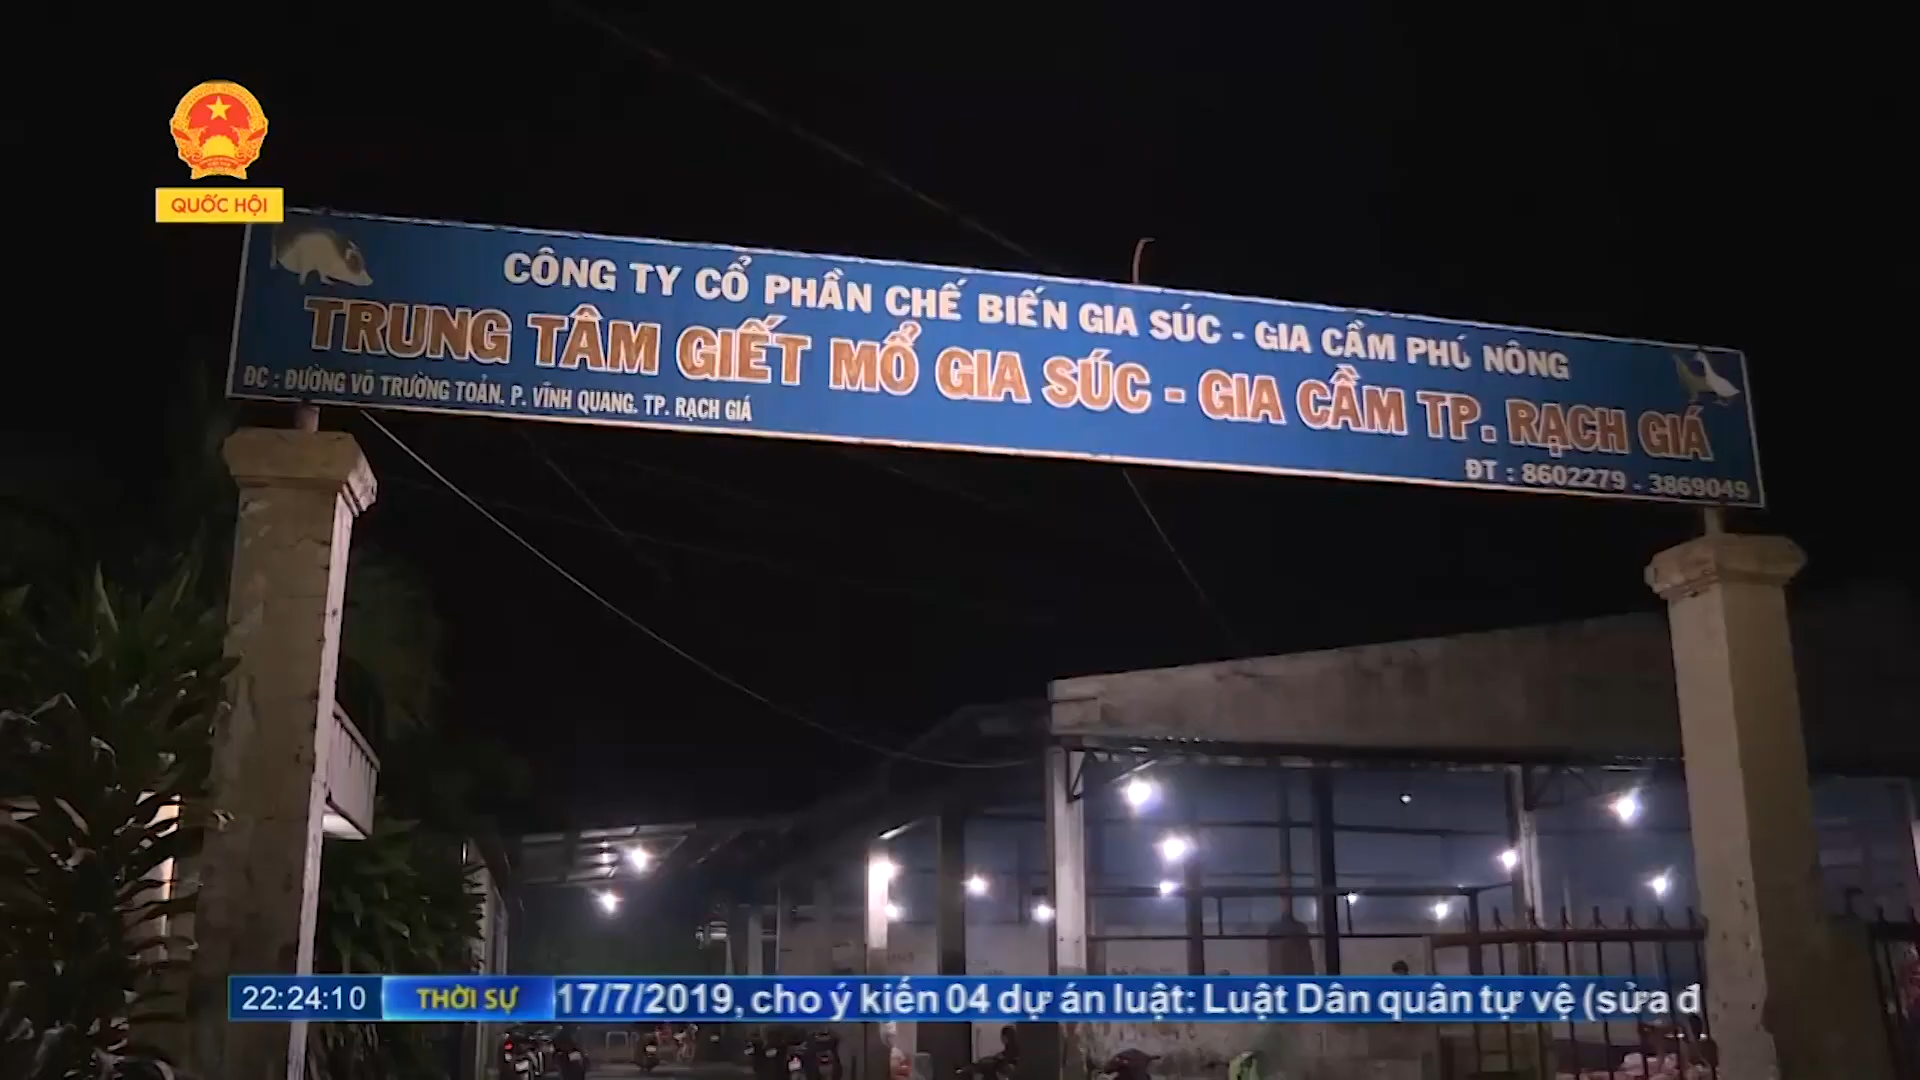 QUỐC HỘI
CÔNG TY CỔ PHẦN CHẾ BIẾN GIA SÚC - GIA CẦM PHÚ NÔNG
TRUNG TÂM GIẾT MỔ GIA SÚC - GIA CẦM TP. RẠCH GIÁ
ĐC : ĐƯỜNG VÕ TRƯỜNG TOẢN. P. VĨNH QUANG. TP. RẠCH GIÁ
ĐT : 8602279 - 3869049
22:24:10 THỜI SỰ 17/7/2019, cho ý kiến 04 dự án luật: Luật Dân quân tự vệ (sửa đ